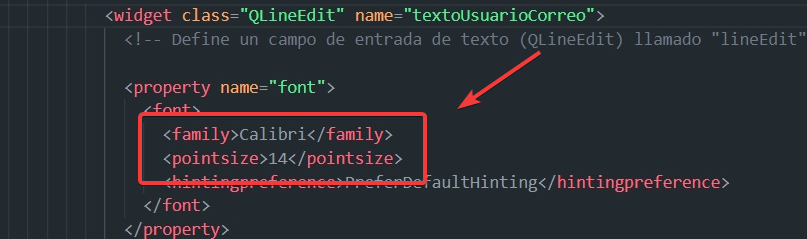 <widget class="QLineEdit" name="textoUsuarioCorreo">
<!-- Define un campo de entrada de texto (QLineEdit) llamado "lineEdit"
<property name="font">
<font>
<family>Calibri</family>
<pointsize>14</pointsize>
<hintingpreference>PreferDefaultHinting</hintingpreference>
</font>
</property>